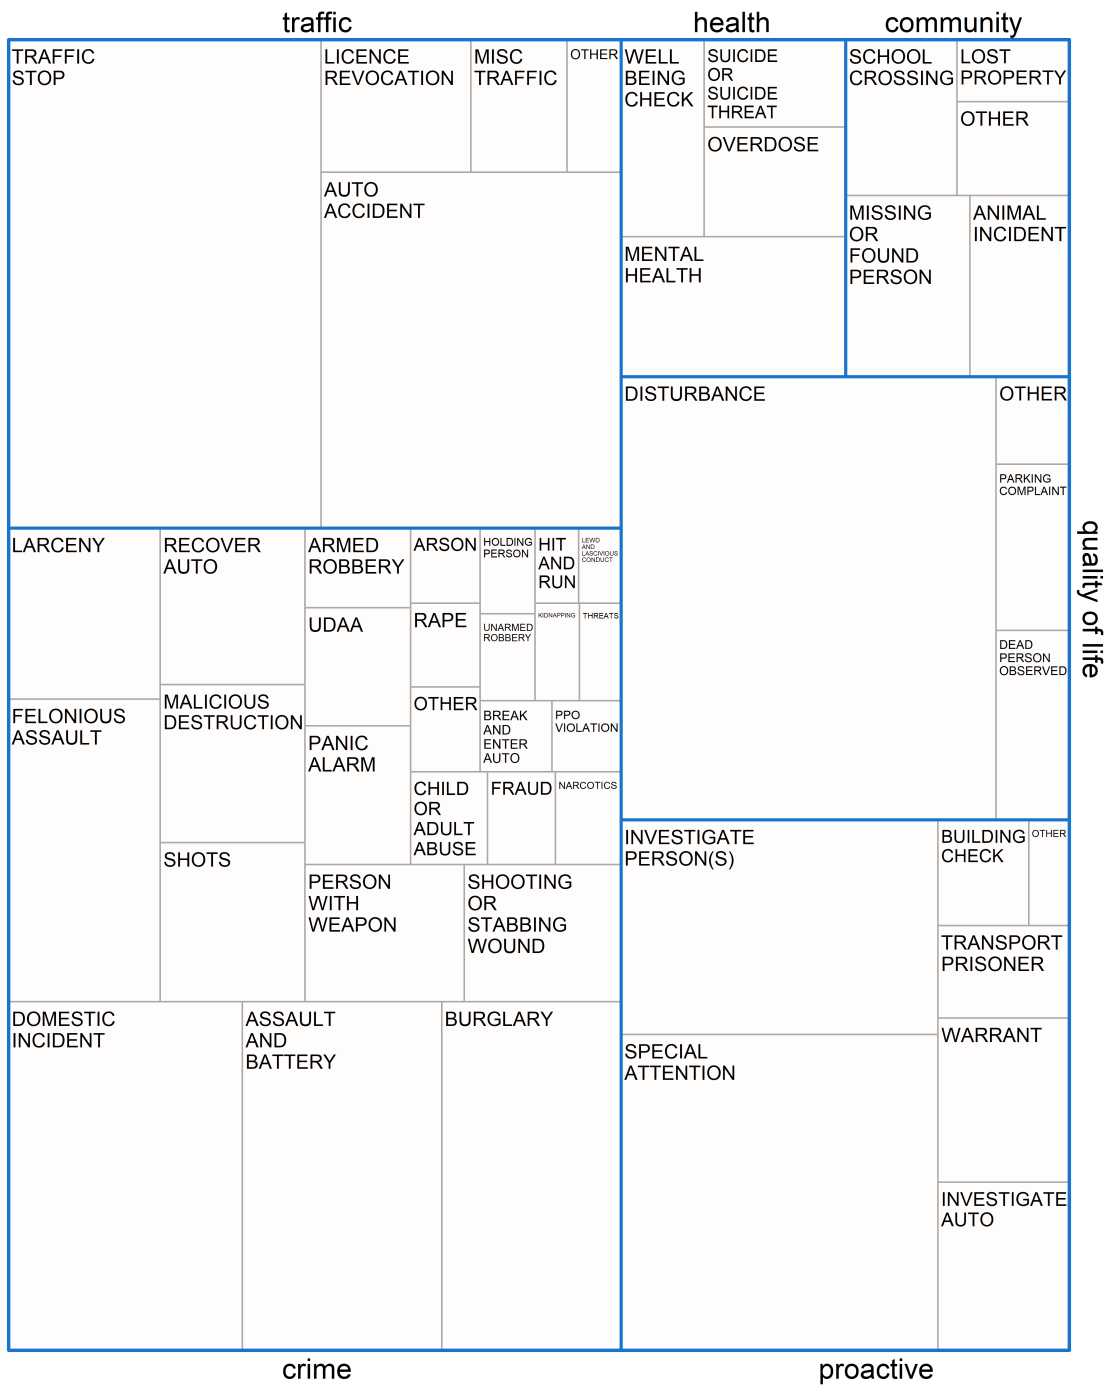 traffic
health
community
TRAFFIC
STOP
LICENCE
REVOCATION
MISC
TRAFFIC
OTHER
AUTO
ACCIDENT
WELL
BEING
CHECK
SUICIDE
OR
SUICIDE
THREAT
OVERDOSE
MENTAL
HEALTH
SCHOOL
CROSSING
LOST
PROPERTY
OTHER
MISSING
OR
FOUND
PERSON
ANIMAL
INCIDENT
DISTURBANCE
OTHER
PARKING
COMPLAINT
DEAD
PERSON
OBSERVED
quality of life
LARCENY
RECOVER
AUTO
ARMED
ROBBERY
ARSON
HOLDING
PERSON
HIT
AND
RUN
LEWD
AND
LASCIVIOUS
CONDUCT
UDAA
RAPE
UNARMED
ROBBERY
KIDNAPPING
THREATS
FELONIOUS
ASSAULT
MALICIOUS
DESTRUCTION
OTHER
BREAK
AND
ENTER
AUTO
PPO
VIOLATION
PANIC
ALARM
CHILD
OR
ADULT
ABUSE
FRAUD
NARCOTICS
SHOTS
PERSON
WITH
WEAPON
SHOOTING
OR
STABBING
WOUND
DOMESTIC
INCIDENT
ASSAULT
AND
BATTERY
BURGLARY
INVESTIGATE
PERSON(S)
BUILDING
CHECK
OTHER
TRANSPORT
PRISONER
SPECIAL
ATTENTION
WARRANT
INVESTIGATE
AUTO
crime
proactive